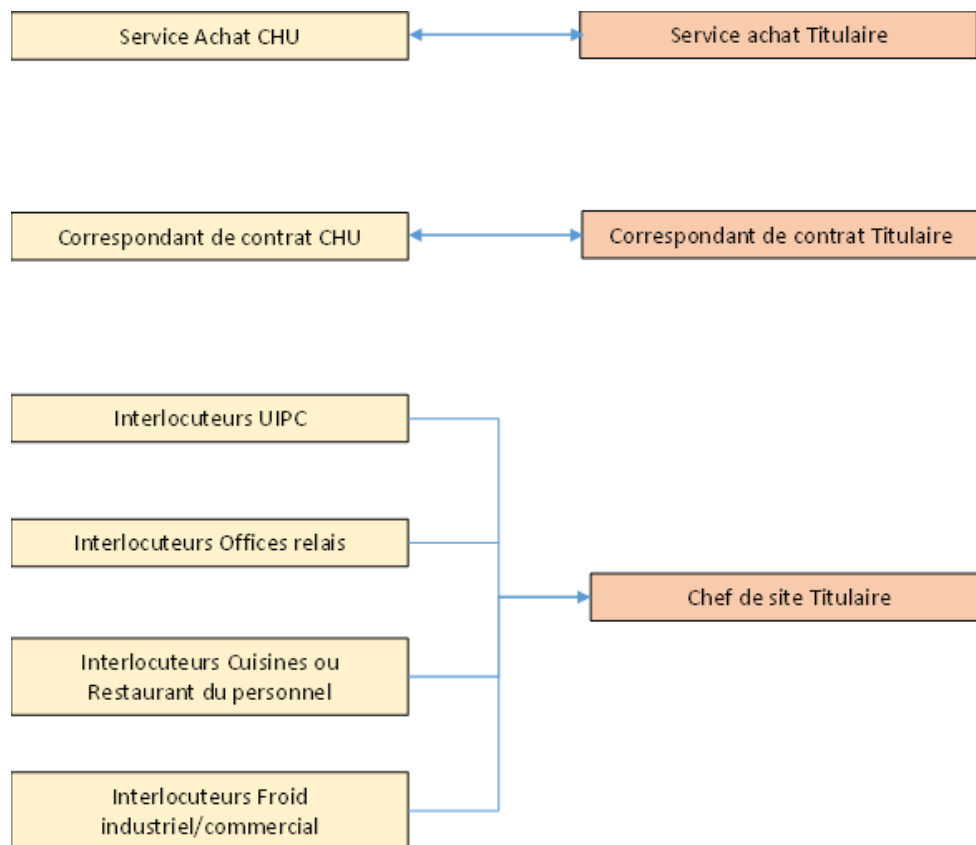 Service Achat CHU
Service achat Titulaire
Correspondant de contrat CHU
Correspondant de contrat Titulaire
Interlocuteurs UIPC
Interlocuteurs Offices relais
Chef de site Titulaire
Interlocuteurs Cuisines ou
Restaurant du personnel
Interlocuteurs Froid
industriel/commercial